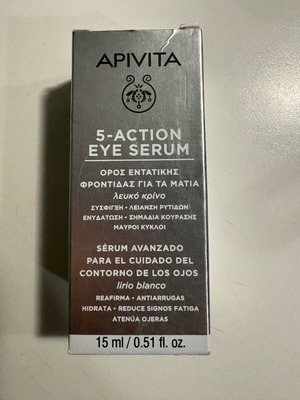 APIVITA
5-ACTION
EYE SERUM
ΟΡΟΣ ΕΝΤΑΤΙΚΗΣ
ΦΡΟΝΤΙΔΑΣ ΓΙΑ ΤΑ ΜΑΤΙΑ
λευκό κρίνο
ΣΥΣΦΙΓΞΗ • ΛΕΙΑΝΣΗ ΡΥΤΙΔΩΝ
ΕΝΥΔΑΤΩΣΗ • ΣΗΜΑΔΙΑ ΚΟΥΡΑΣΗΣ
ΜΑΥΡΟΙ ΚΥΚΛΟΙ
SÉRUM AVANZADO
PARA EL CUIDADO DEL
CONTORNO DE LOS OJOS
lirio blanco
REAFIRMA • ANTIARRUGAS
HIDRATA • REDUCE SIGNOS FATIGA
ATENÚA OJERAS
15 ml / 0.51 fl. oz.